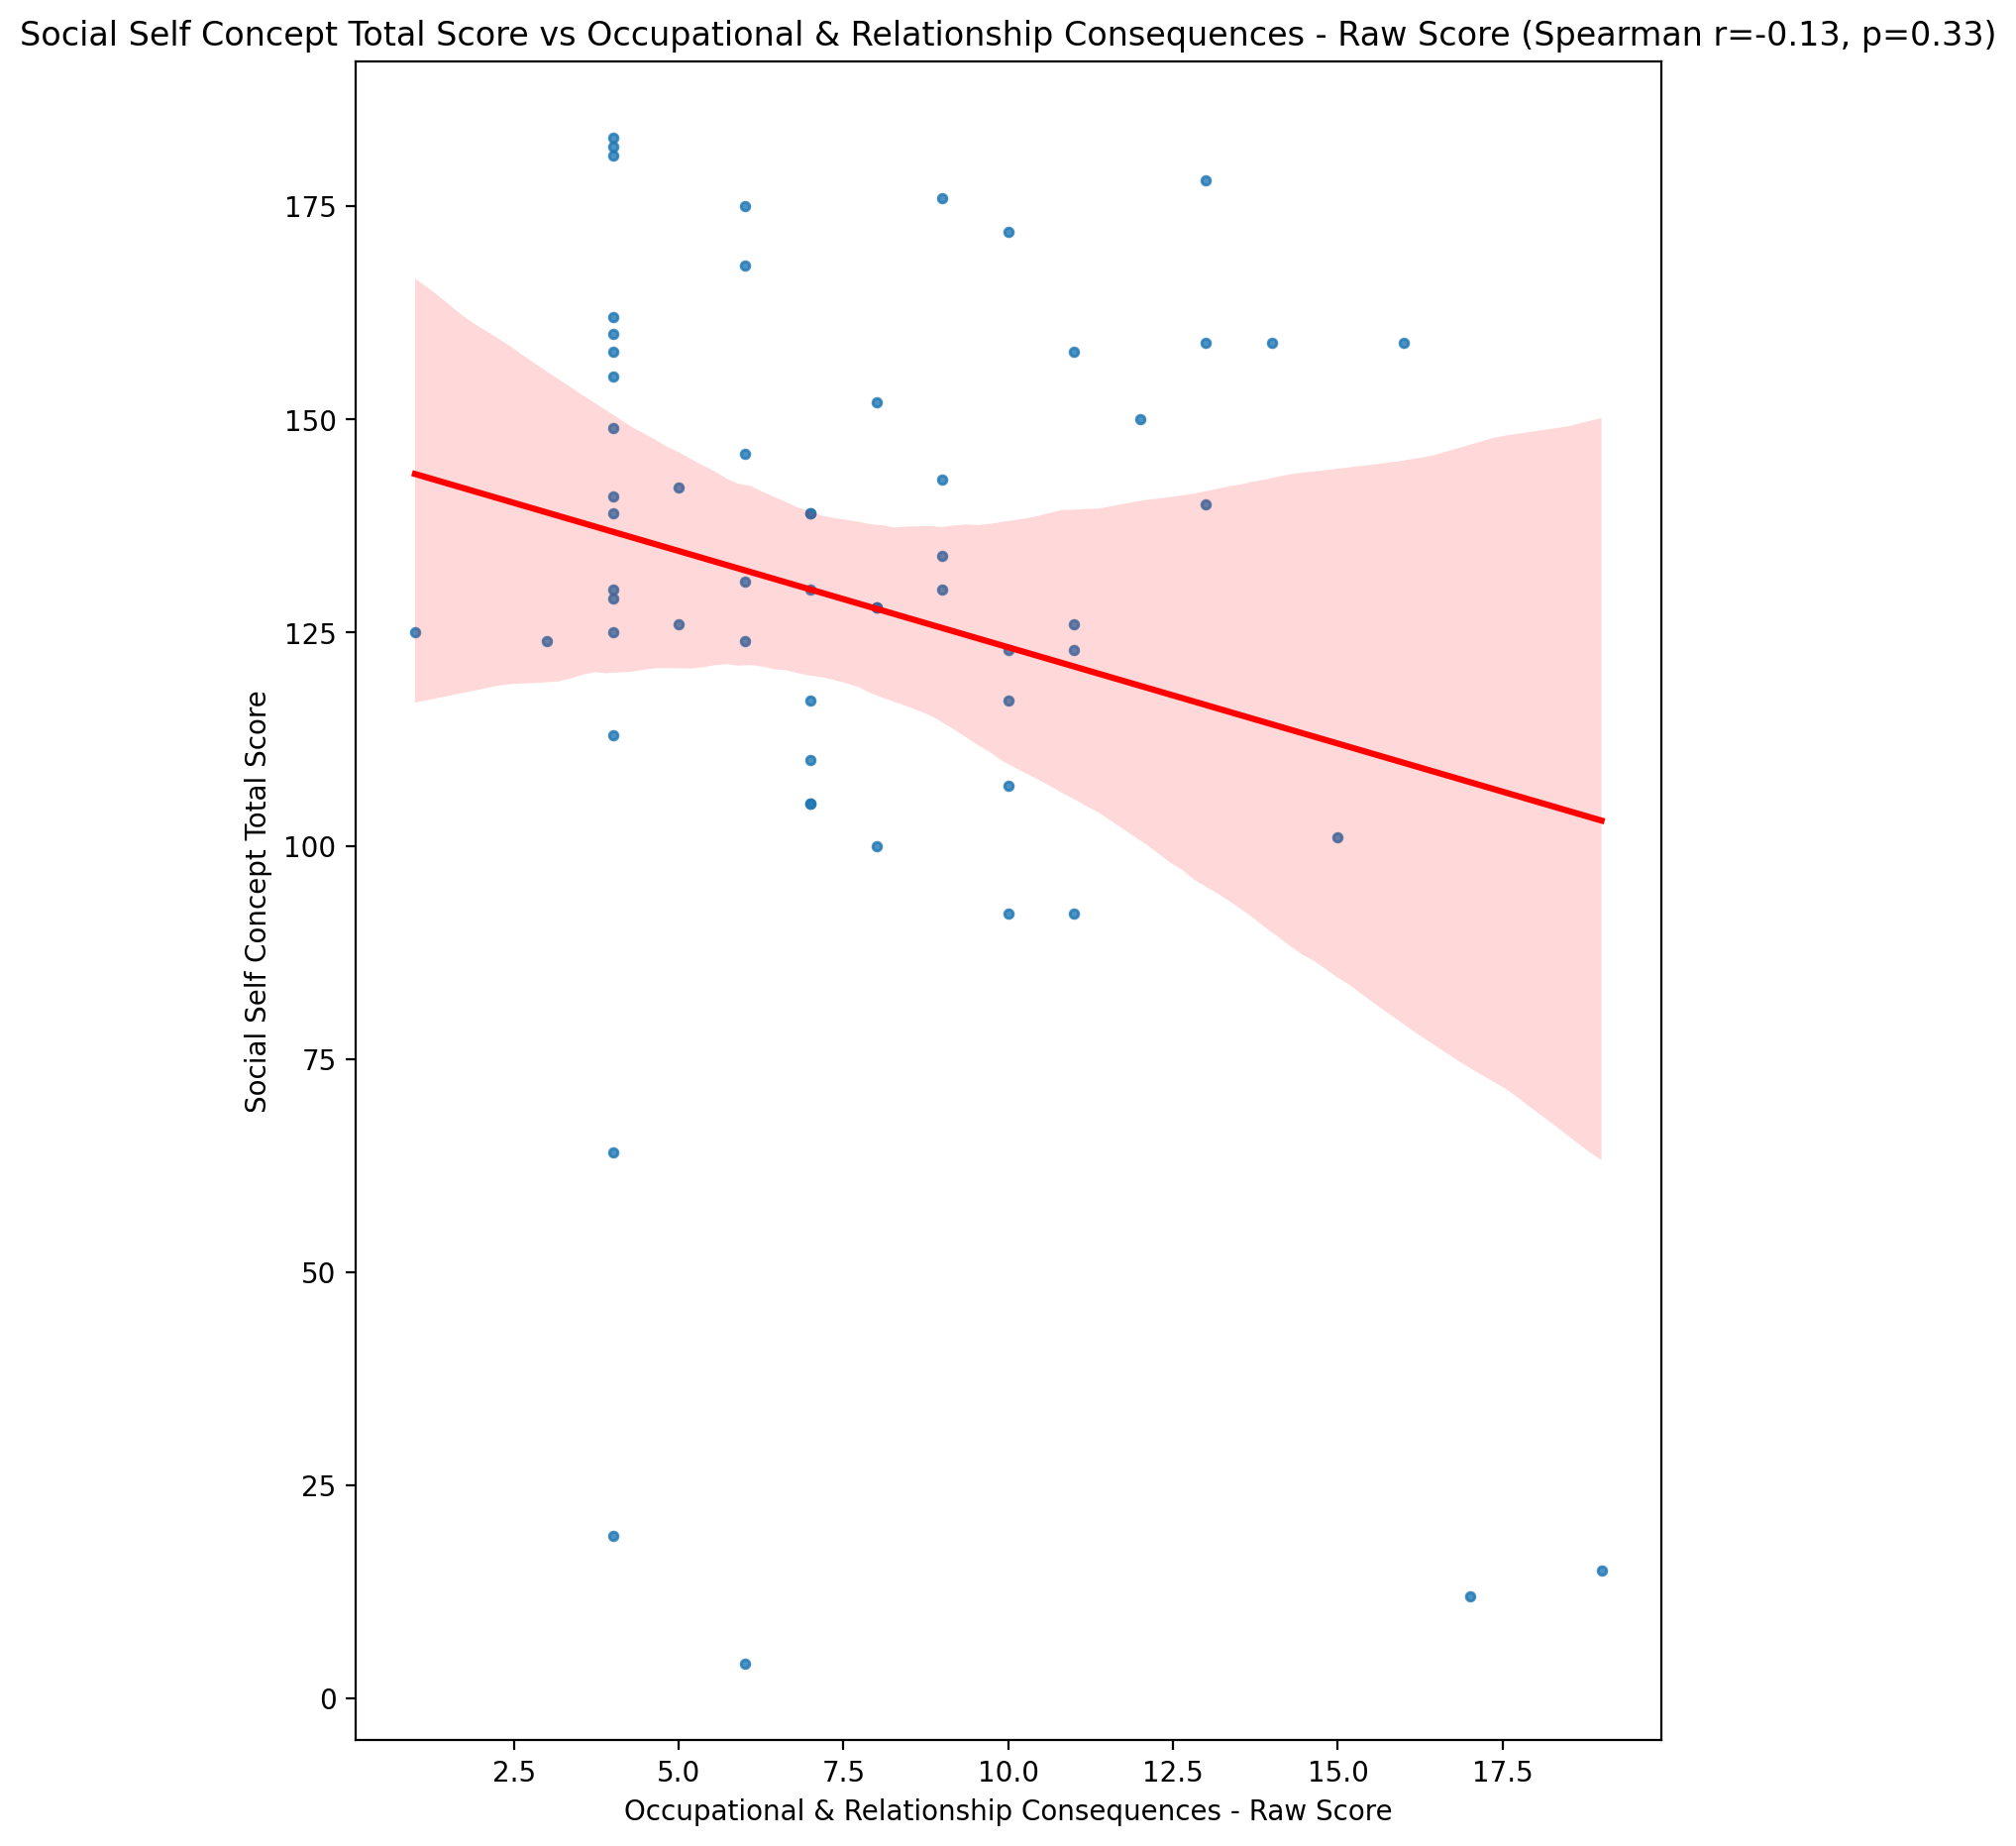 Social Self Concept Total Score vs Occupational & Relationship Consequences - Raw Score (Spearman r=-0.13, p=0.33)
175
150
125
100
75
50
25
0
Social Self Concept Total Score
2.5 5.0 7.5 10.0 12.5 15.0 17.5
Occupational & Relationship Consequences - Raw Score